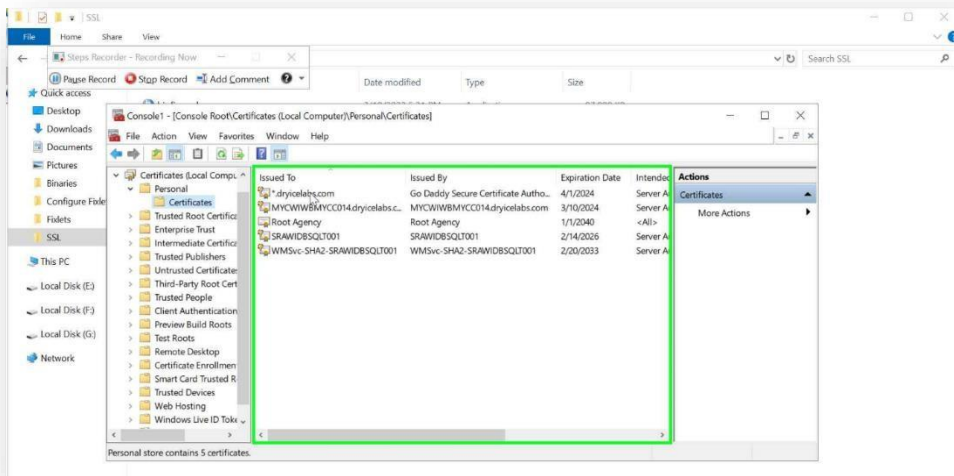 SSL
File Home Share View
Steps Recorder - Recording Now
Search SSL
Pause Record Stop Record Add Comment
Date modified Type Size
Quick access
Desktop
Downloads
Documents
Pictures
Binaries
Configure Fixle
Fixlets
SSL
This PC
Local Disk (E:)
Local Disk (F:)
Local Disk (G:)
Network
Console1 - [Console Root\Certificates (Local Computer)\Personal\Certificates]
File Action View Favorites Window Help
Certificates (Local Compu
Personal
Certificates
Trusted Root Certifica
Enterprise Trust
Intermediate Certifica
Trusted Publishers
Untrusted Certificate
Third-Party Root Cert
Trusted People
Client Authentication
Preview Build Roots
Test Roots
Remote Desktop
Certificate Enrollmen
Smart Card Trusted R
Trusted Devices
Web Hosting
Windows Live ID Toke
Issued To Issued By Expiration Date Intended
*.dryicelabs.com Go Daddy Secure Certificate Autho... 4/1/2024 Server A
MYCWIWBMYCC014.dryicelabs.c... MYCWIWBMYCC014.dryicelabs.com 3/10/2024 Server A
Root Agency Root Agency 1/1/2040 <All>
SRAWIDBSQLT001 SRAWIDBSQLT001 2/14/2026 Server A
WMSvc-SHA2-SRAWIDBSQLT001 WMSvc-SHA2-SRAWIDBSQLT001 2/20/2033 Server A
Actions
Certificates
More Actions
Personal store contains 5 certificates.